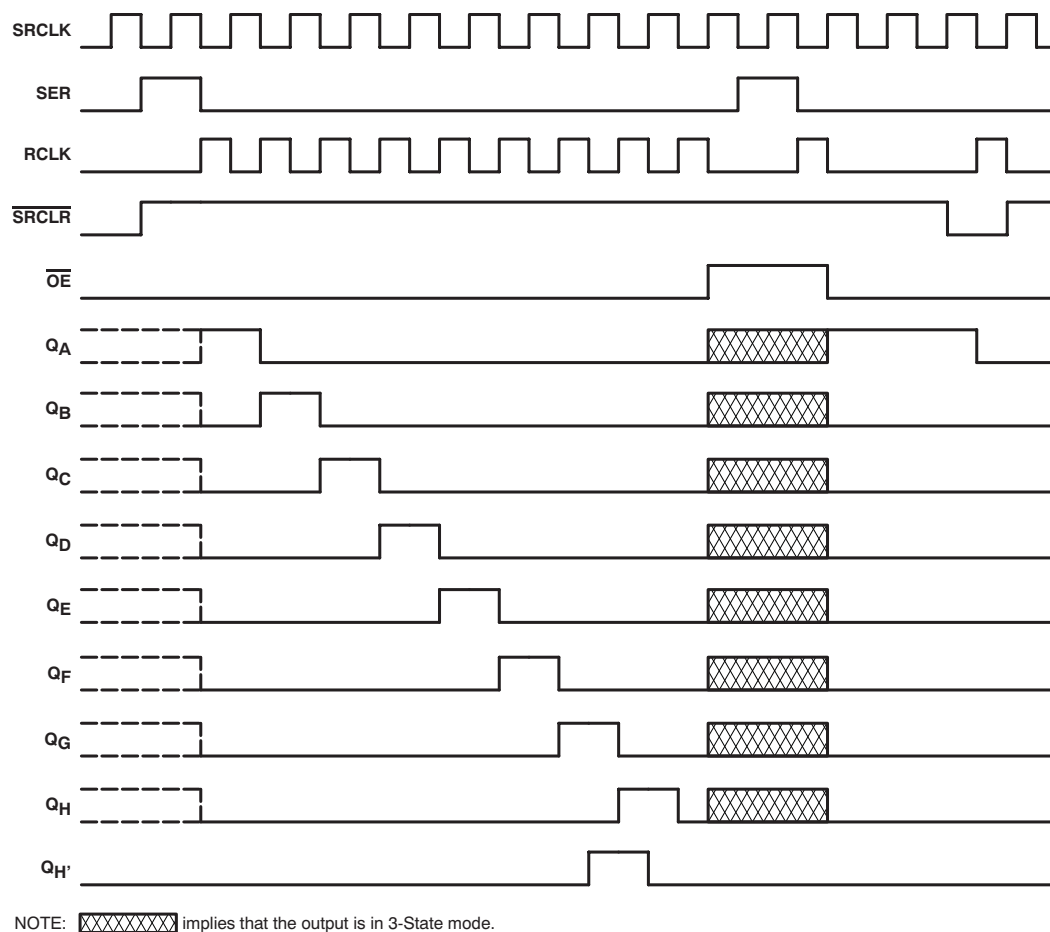 SRCLK
SER
RCLK
SRCLR
OE
QA
QB
QC
QD
QE
QF
QG
QH
QH'
NOTE: implies that the output is in 3-State mode.